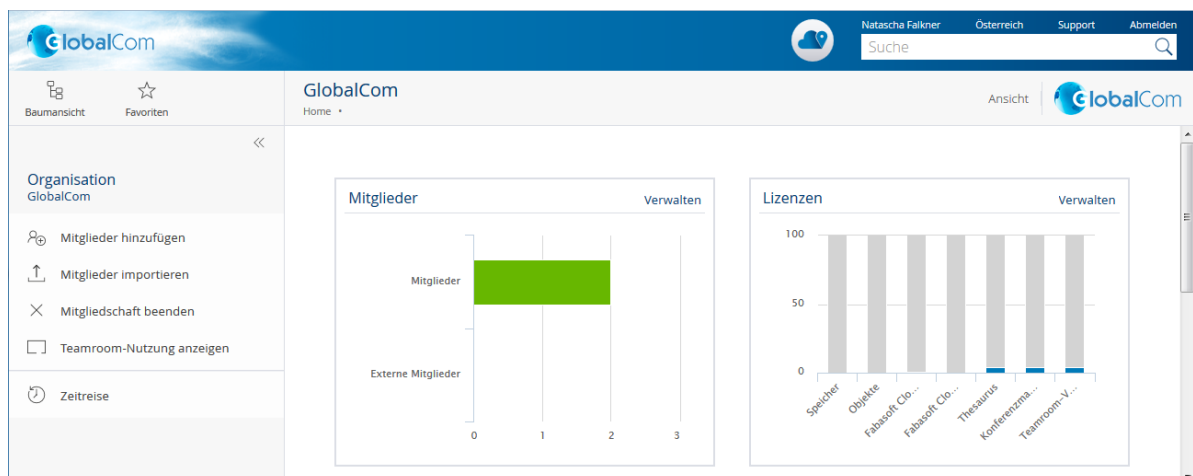 GlobalCom
Natascha Falkner Österreich Support Abmelden
Suche
Baumansicht Favoriten
GlobalCom
Home •
Ansicht
GlobalCom
Organisation
GlobalCom
Mitglieder hinzufügen
Mitglieder importieren
Mitgliedschaft beenden
Teamroom-Nutzung anzeigen
Zeitreise
Mitglieder Verwalten
Mitglieder
Externe Mitglieder
0 1 2 3
Lizenzen Verwalten
100
50
0
Speicher
Objekte
Fabasoft Clo...
Fabasoft Clo...
Thesaurus
Konferenzma...
Teamroom-V...